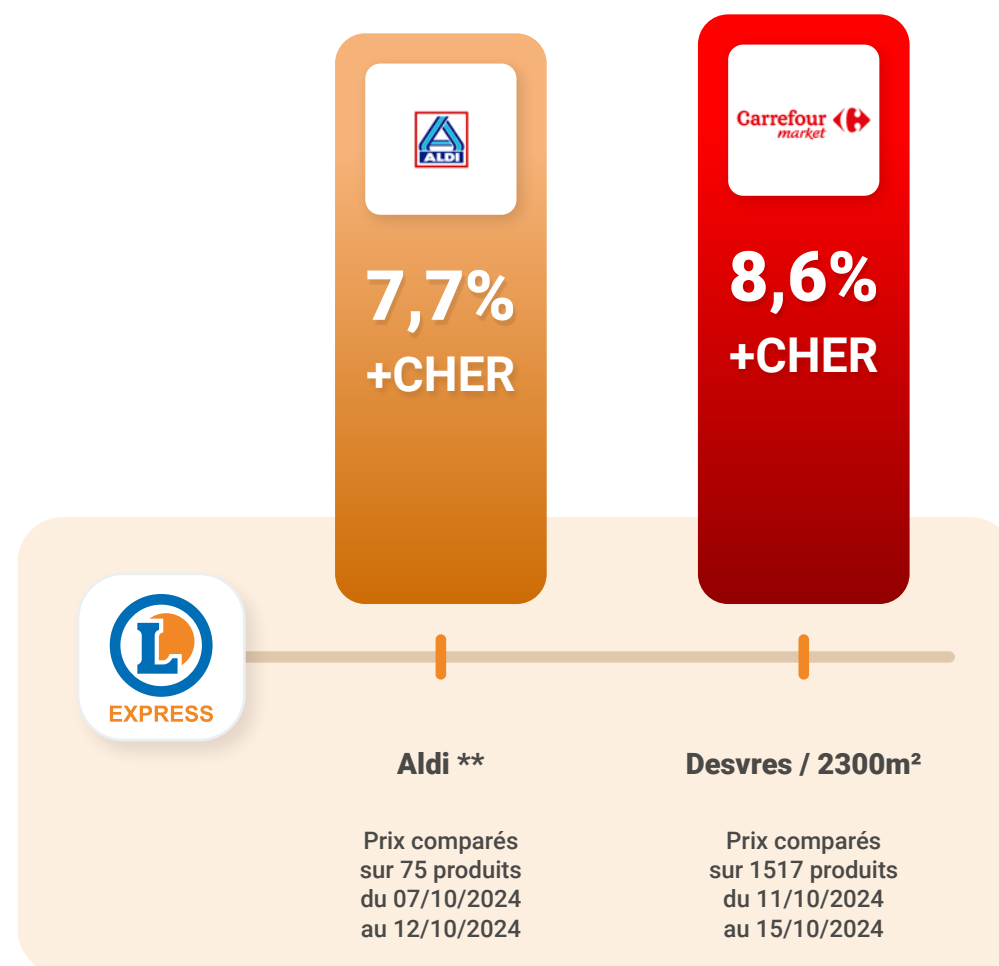 ALDI
Carrefour
market
7,7%
+CHER
8,6%
+CHER
L
EXPRESS
Aldi **
Desvres / 2300m²
Prix comparés
sur 75 produits
du 07/10/2024
au 12/10/2024
Prix comparés
sur 1517 produits
du 11/10/2024
au 15/10/2024